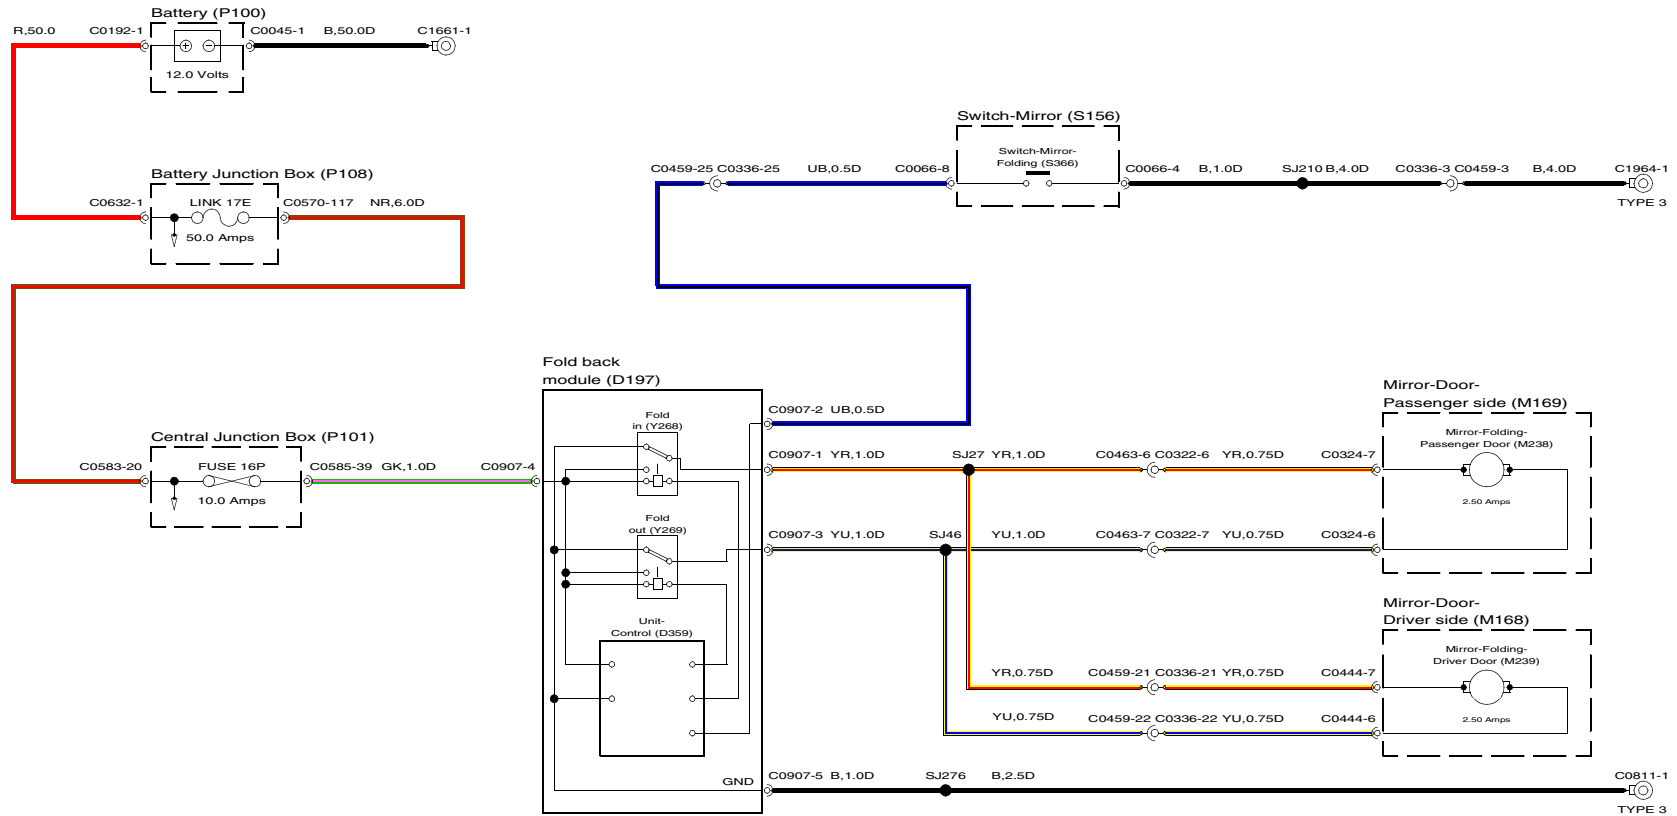 Battery (P100)
R,50.0 C0192-1 C0045-1 B,50.0D C1661-1
12.0 Volts
Switch-Mirror (S156)
Switch-Mirror-
Folding (S366)
C0459-25 C0336-25 UB,0.5D C0066-8 C0066-4 B,1.0D SJ210 B,4.0D C0336-3 C0459-3 B,4.0D C1964-1
TYPE 3
Battery Junction Box (P108)
C0632-1 LINK 17E C0570-117 NR,6.0D
50.0 Amps
Fold back
module (D197)
Fold
in (Y268)
C0907-2 UB,0.5D
Mirror-Door-
Passenger side (M169)
Mirror-Folding-
Passenger Door (M238)
2.50 Amps
Central Junction Box (P101)
C0583-20 FUSE 16P C0585-39 GK,1.0D C0907-4
10.0 Amps
C0907-1 YR,1.0D SJ27 YR,1.0D C0463-6 C0322-6 YR,0.75D C0324-7
Fold
out (Y269)
C0907-3 YU,1.0D SJ46 YU,1.0D C0463-7 C0322-7 YU,0.75D C0324-6
Unit-
Control (D359)
Mirror-Door-
Driver side (M168)
Mirror-Folding-
Driver Door (M239)
2.50 Amps
YR,0.75D C0459-21 C0336-21 YR,0.75D C0444-7
YU,0.75D C0459-22 C0336-22 YU,0.75D C0444-6
GND C0907-5 B,1.0D SJ276 B,2.5D C0811-1
TYPE 3